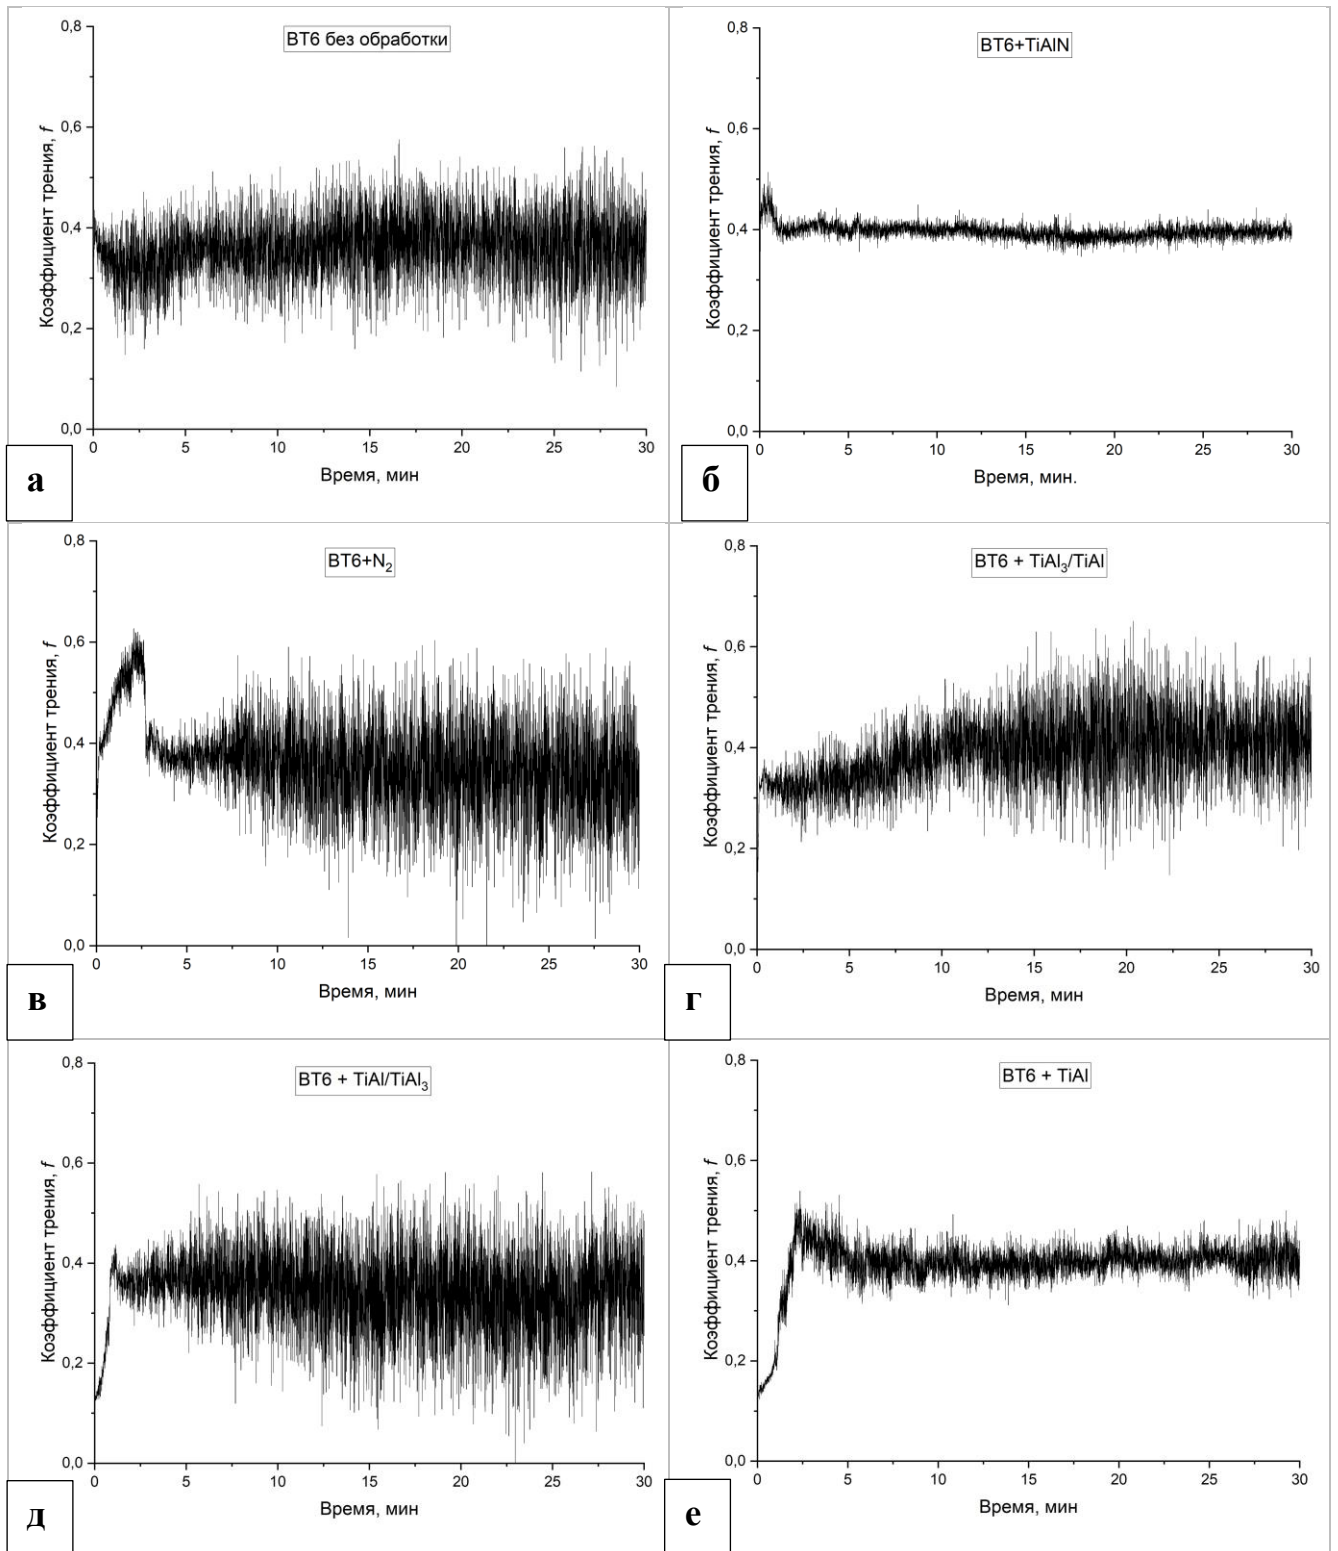 ВТ6 без обработки
Коэффициент трения, f
0,8
0,6
0,4
0,2
0,0
0 5 10 15 20 25 30
Время, мин
а
ВТ6+TiAlN
Коэффициент трения, f
0,8
0,6
0,4
0,2
0,0
0 5 10 15 20 25 30
Время, мин.
б
ВТ6+N₂
Коэффициент трения, f
0,8
0,6
0,4
0,2
0,0
0 5 10 15 20 25 30
Время, мин
в
ВТ6 + TiAl₃/TiAl
Коэффициент трения, f
0,8
0,6
0,4
0,2
0,0
0 5 10 15 20 25 30
Время, мин
г
ВТ6 + TiAl/TiAl₃
Коэффициент трения, f
0,8
0,6
0,4
0,2
0,0
0 5 10 15 20 25 30
Время, мин
д
ВТ6 + TiAl
Коэффициент трения, f
0,8
0,6
0,4
0,2
0,0
0 5 10 15 20 25 30
Время, мин
е